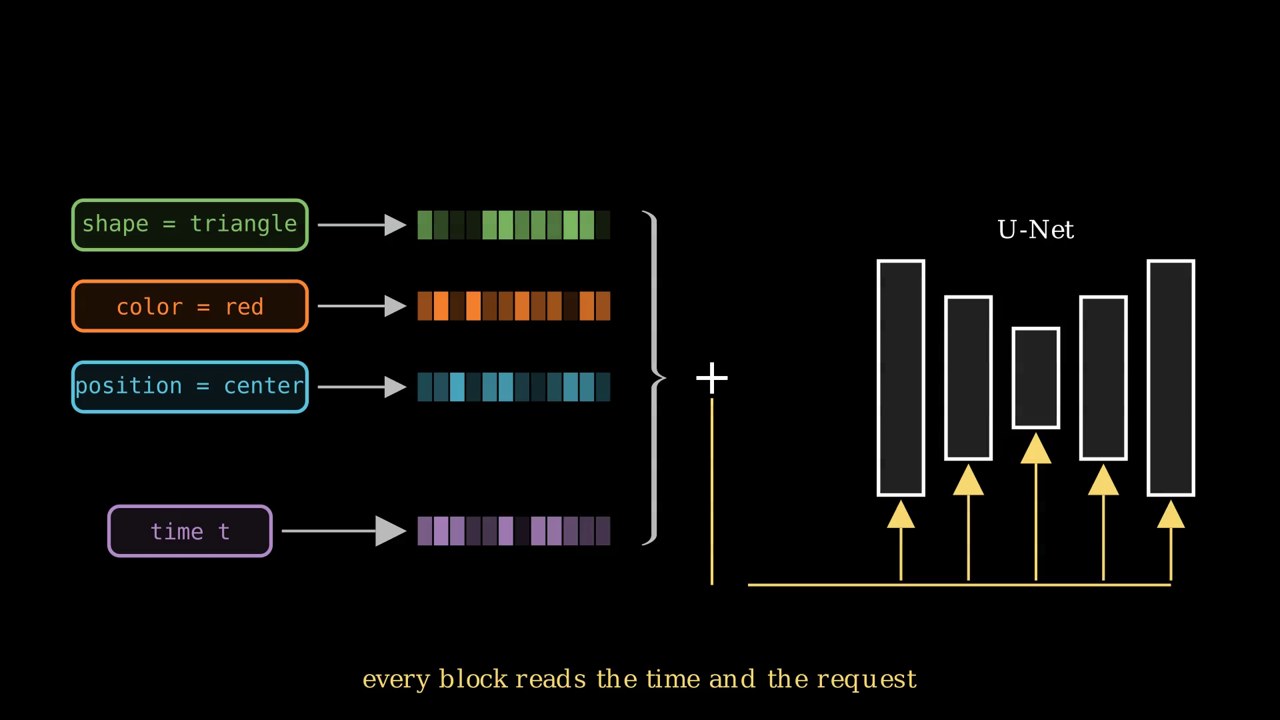 U-Net
shape = triangle
color = red
position = center
+
time t
every block reads the time and the request